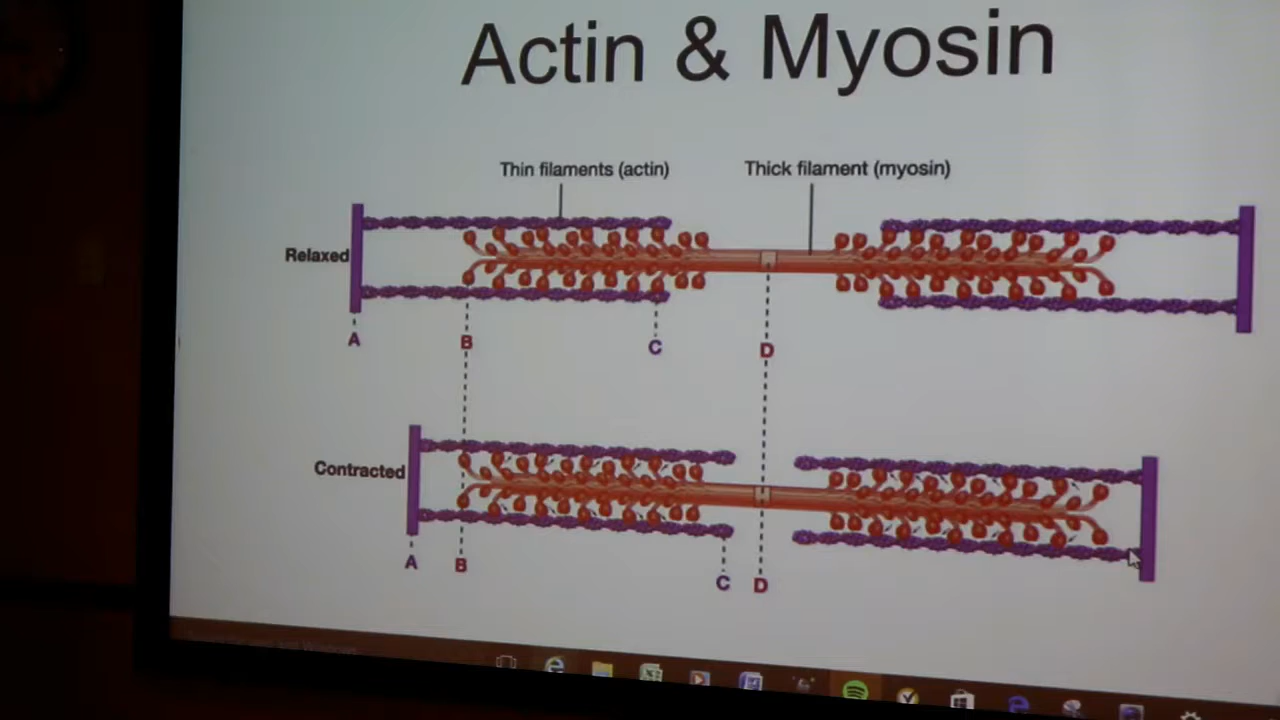 Actin & Myosin
Thin filaments (actin)
Thick filament (myosin)
Relaxed
A
B
C
D
Contracted
A
B
C
D